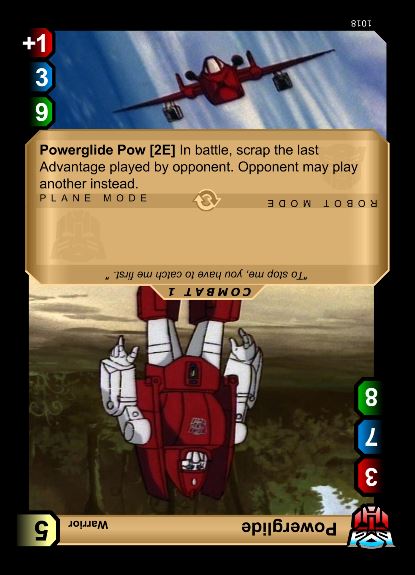 1018
+1
3
9
Powerglide Pow [2E] In battle, scrap the last
Advantage played by opponent. Opponent may play
another instead.
PLANE MODE
3
ROBOT MODE
"To stop me, you have to catch me first. "
COMBAT 1
8
7
3
5
Warrior
Powerglide